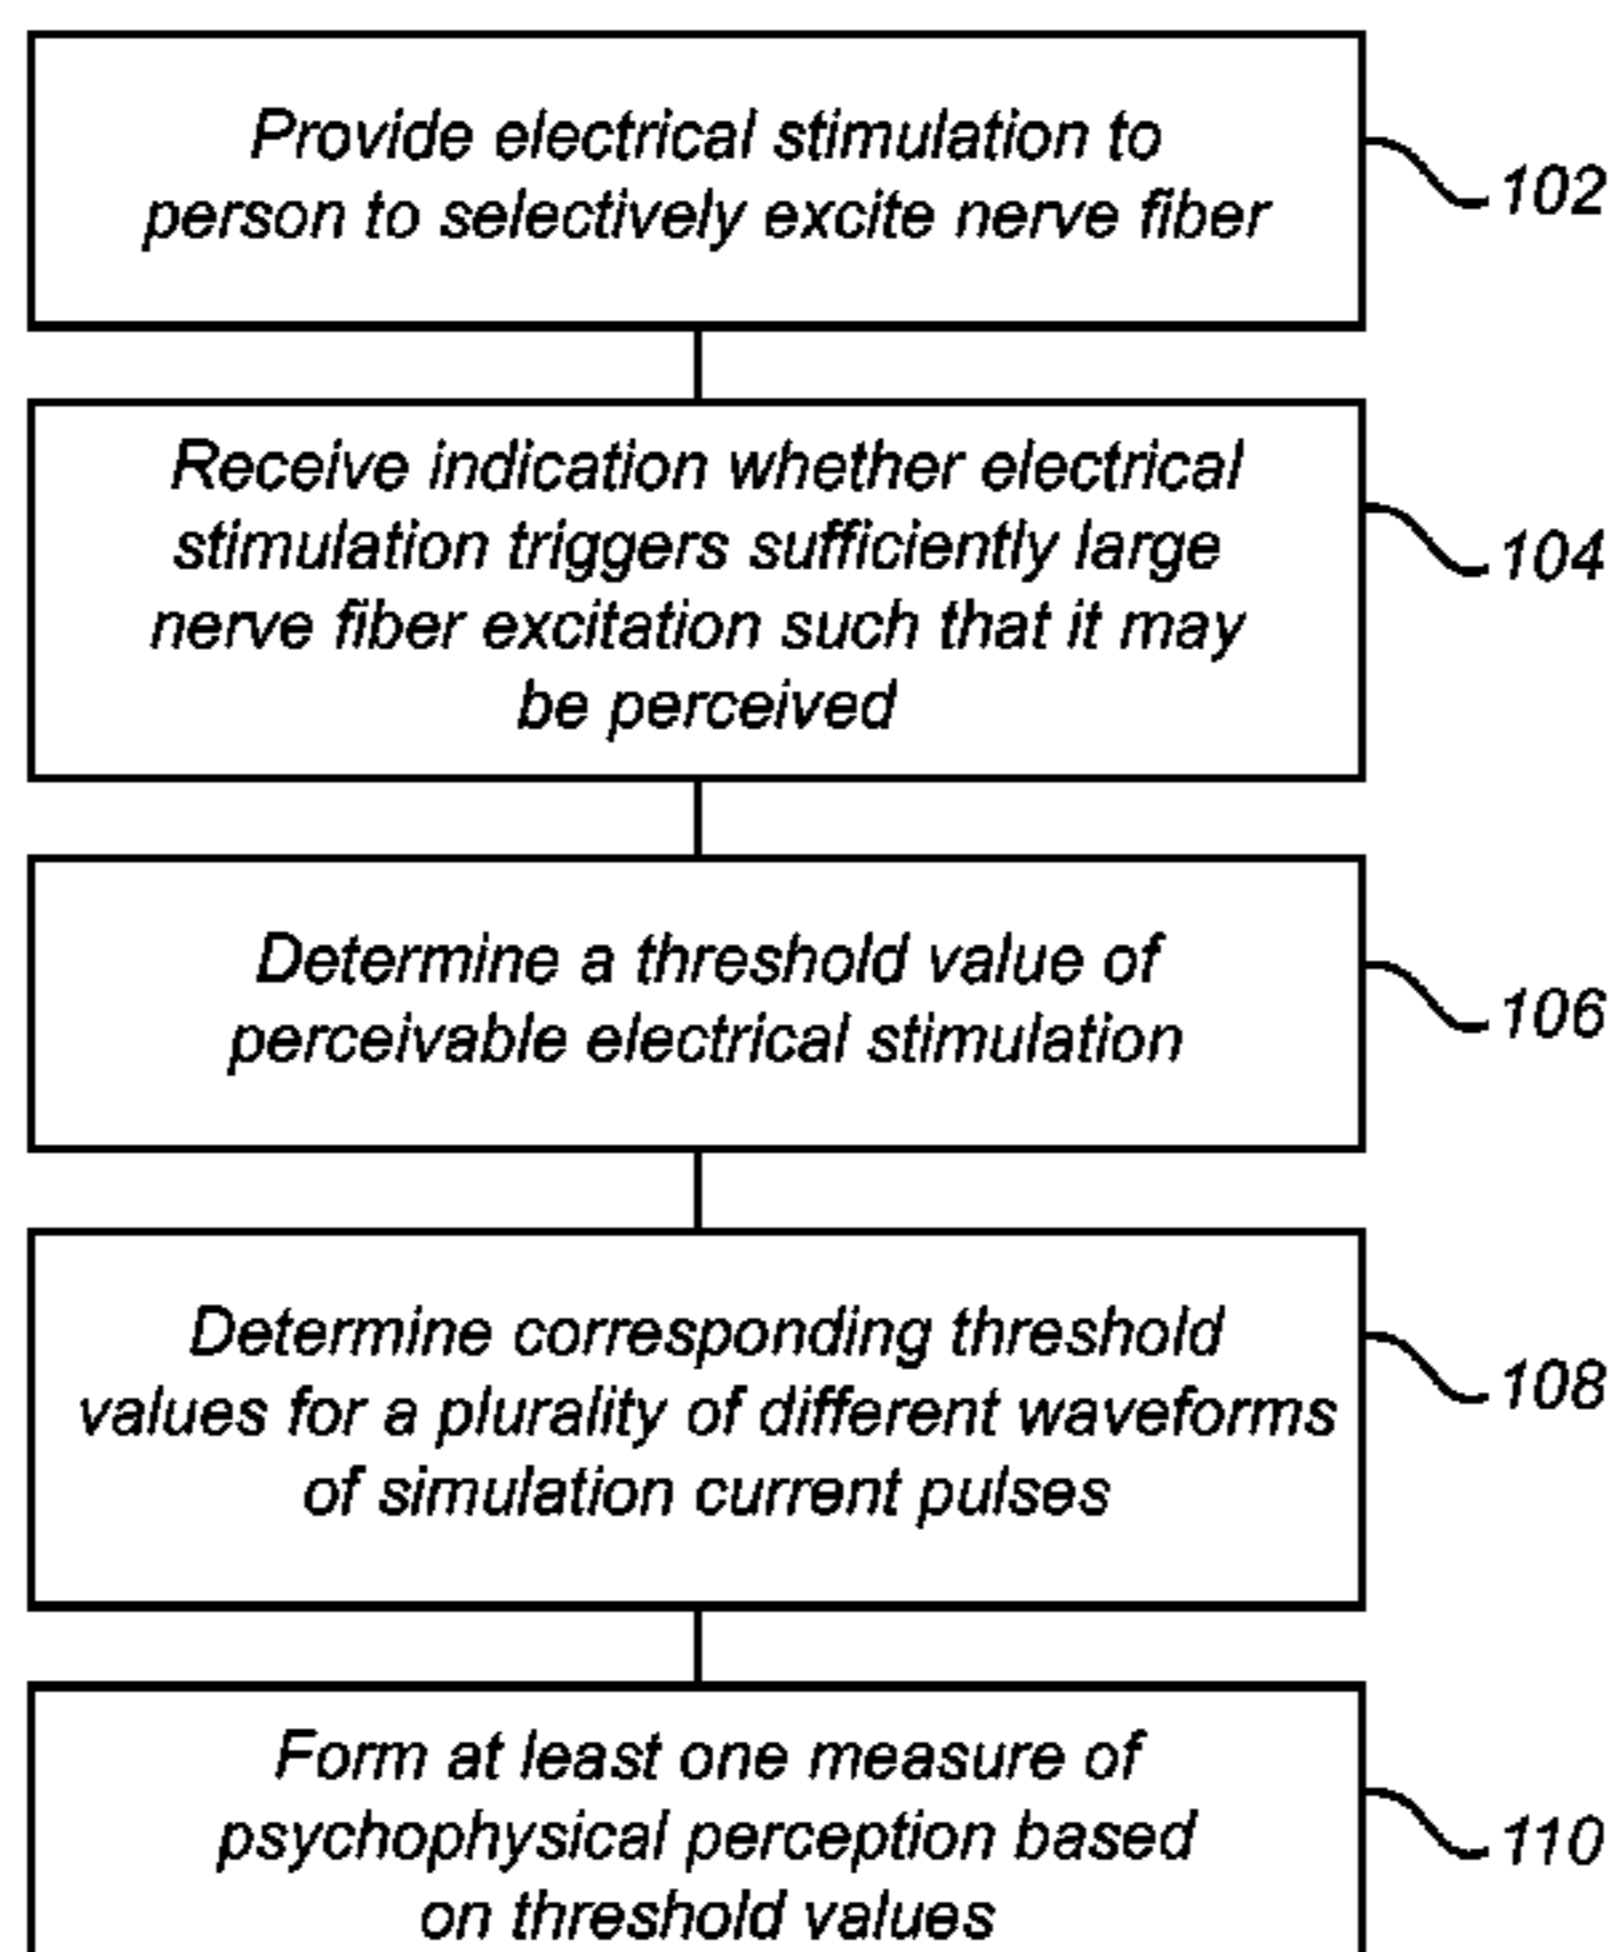 Provide electrical stimulation to
person to selectively excite nerve fiber
102
Receive indication whether electrical
stimulation triggers sufficiently large
nerve fiber excitation such that it may
be perceived
104
Determine a threshold value of
perceivable electrical stimulation
106
Determine corresponding threshold
values for a plurality of different waveforms
of simulation current pulses
108
Form at least one measure of
psychophysical perception based
on threshold values
110